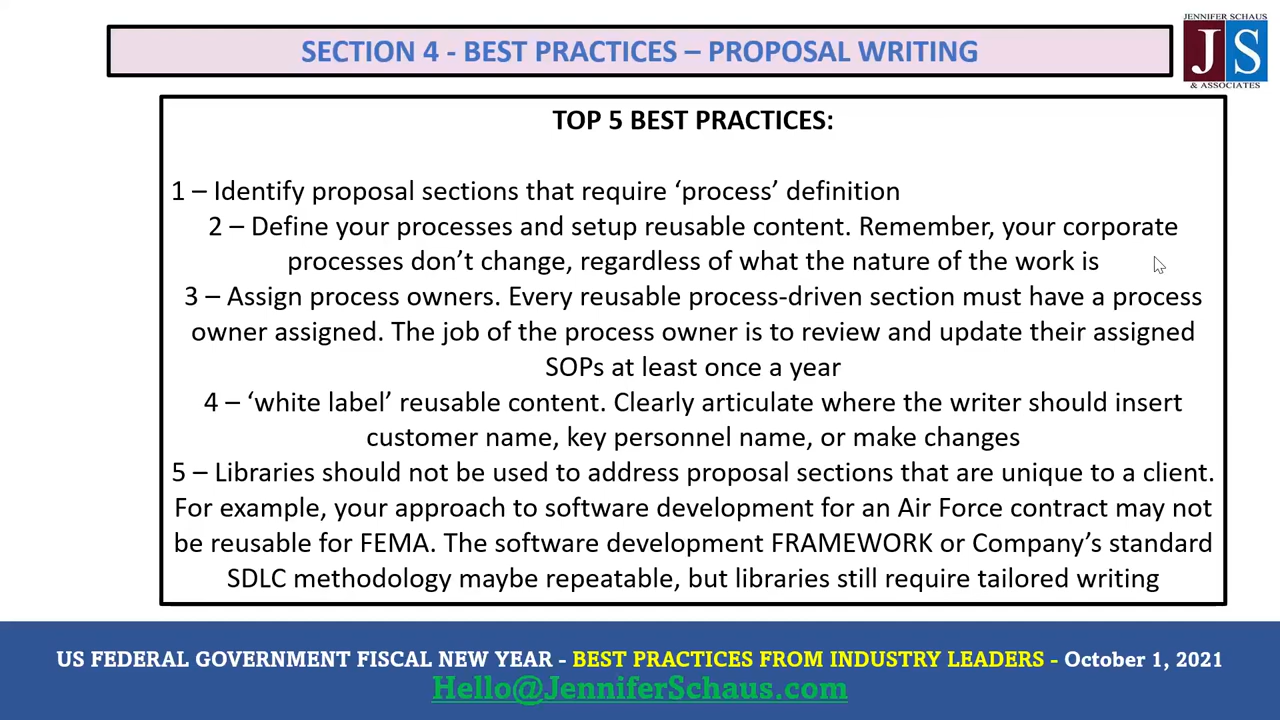 JENNIFER SCHAUS
JS
& ASSOCIATES
SECTION 4 - BEST PRACTICES – PROPOSAL WRITING
TOP 5 BEST PRACTICES:
1 – Identify proposal sections that require ‘process’ definition
2 – Define your processes and setup reusable content. Remember, your corporate
processes don’t change, regardless of what the nature of the work is
3 – Assign process owners. Every reusable process-driven section must have a process
owner assigned. The job of the process owner is to review and update their assigned
SOPs at least once a year
4 – ‘white label’ reusable content. Clearly articulate where the writer should insert
customer name, key personnel name, or make changes
5 – Libraries should not be used to address proposal sections that are unique to a client.
For example, your approach to software development for an Air Force contract may not
be reusable for FEMA. The software development FRAMEWORK or Company’s standard
SDLC methodology maybe repeatable, but libraries still require tailored writing
US FEDERAL GOVERNMENT FISCAL NEW YEAR - BEST PRACTICES FROM INDUSTRY LEADERS - October 1, 2021
Hello@JenniferSchaus.com